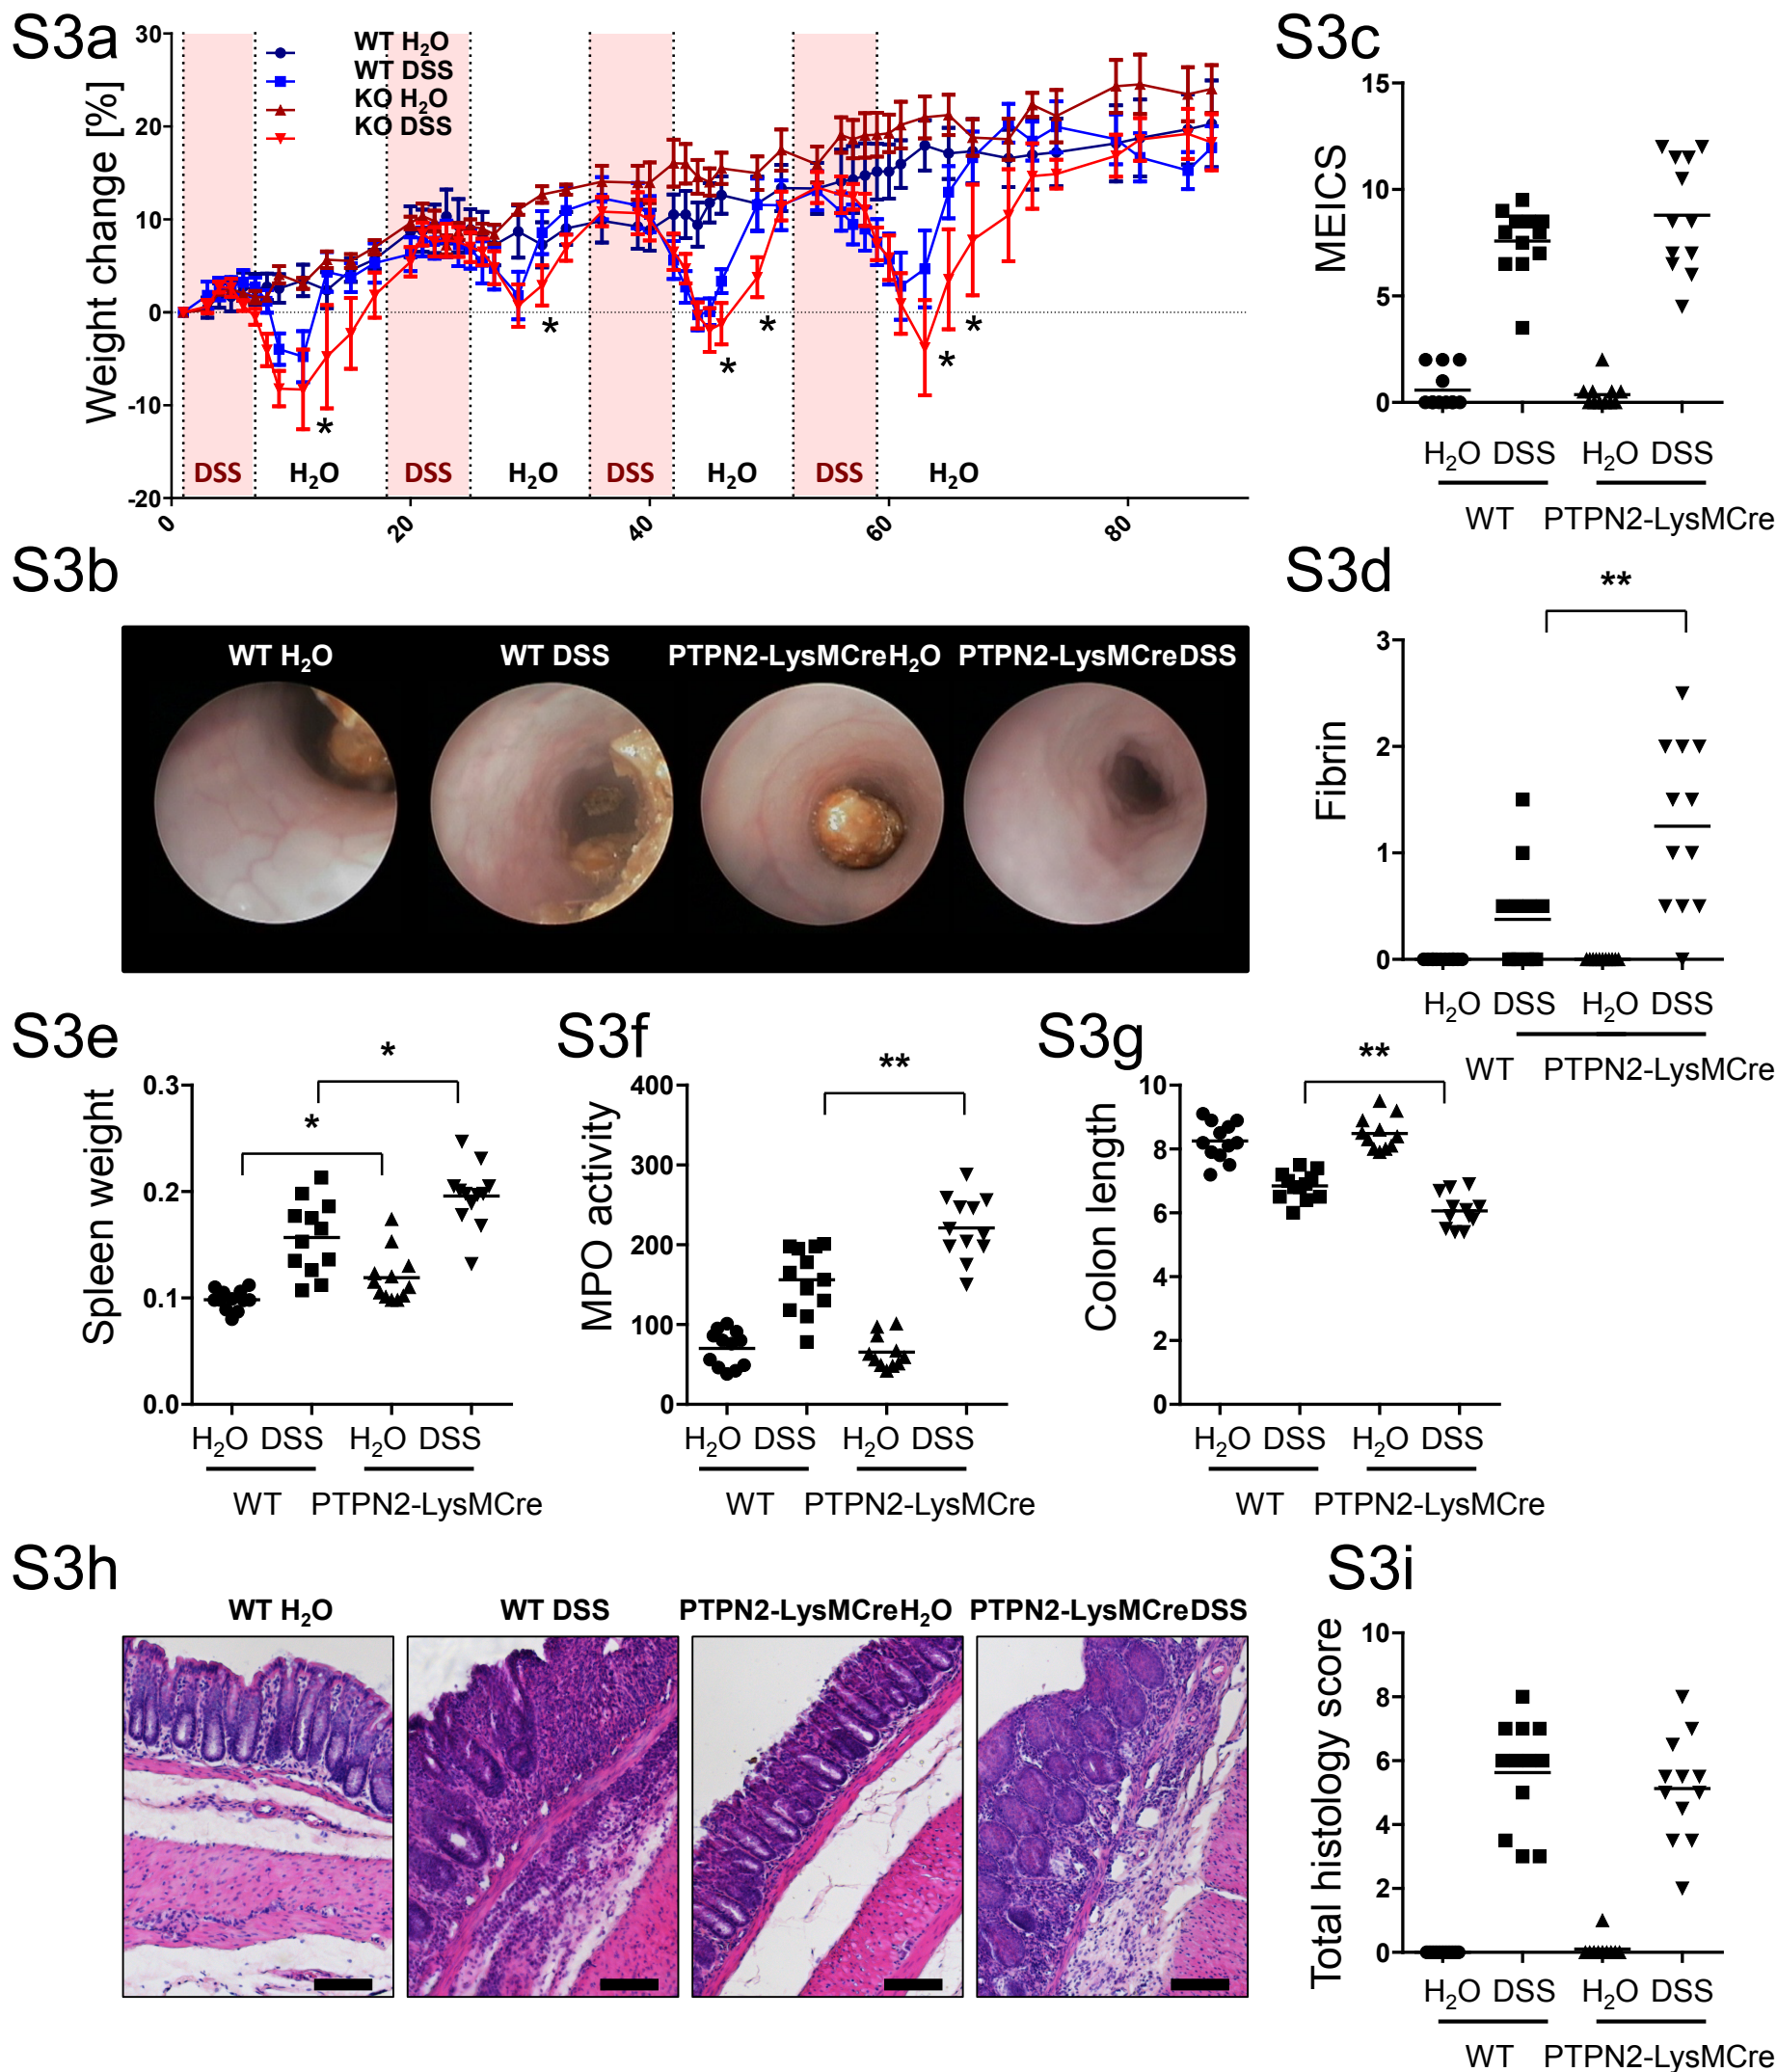 S3a
Weight change [%]
30
20
10
0
-10
-20
WT H₂O
WT DSS
KO H₂O
KO DSS
*
*
*
*
*
*
DSS
H₂O
DSS
H₂O
DSS
H₂O
DSS
H₂O
0
20
40
60
80
S3c
MEICS
15
10
5
0
H₂O DSS H₂O DSS
WT PTPN2-LysMCre
S3b
WT H₂O
WT DSS
PTPN2-LysMCreH₂O
PTPN2-LysMCreDSS
S3d
**
Fibrin
3
2
1
0
H₂O DSS H₂O DSS
WT PTPN2-LysMCre
S3e
Spleen weight
0.3
0.2
0.1
0.0
*
*
H₂O DSS H₂O DSS
WT PTPN2-LysMCre
S3f
MPO activity
400
300
200
100
0
**
H₂O DSS H₂O DSS
WT PTPN2-LysMCre
S3g
Colon length
10
8
6
4
2
0
**
H₂O DSS H₂O DSS
WT PTPN2-LysMCre
S3h
WT H₂O
WT DSS
PTPN2-LysMCreH₂O
PTPN2-LysMCreDSS
S3i
Total histology score
10
8
6
4
2
0
H₂O DSS H₂O DSS
WT PTPN2-LysMCre